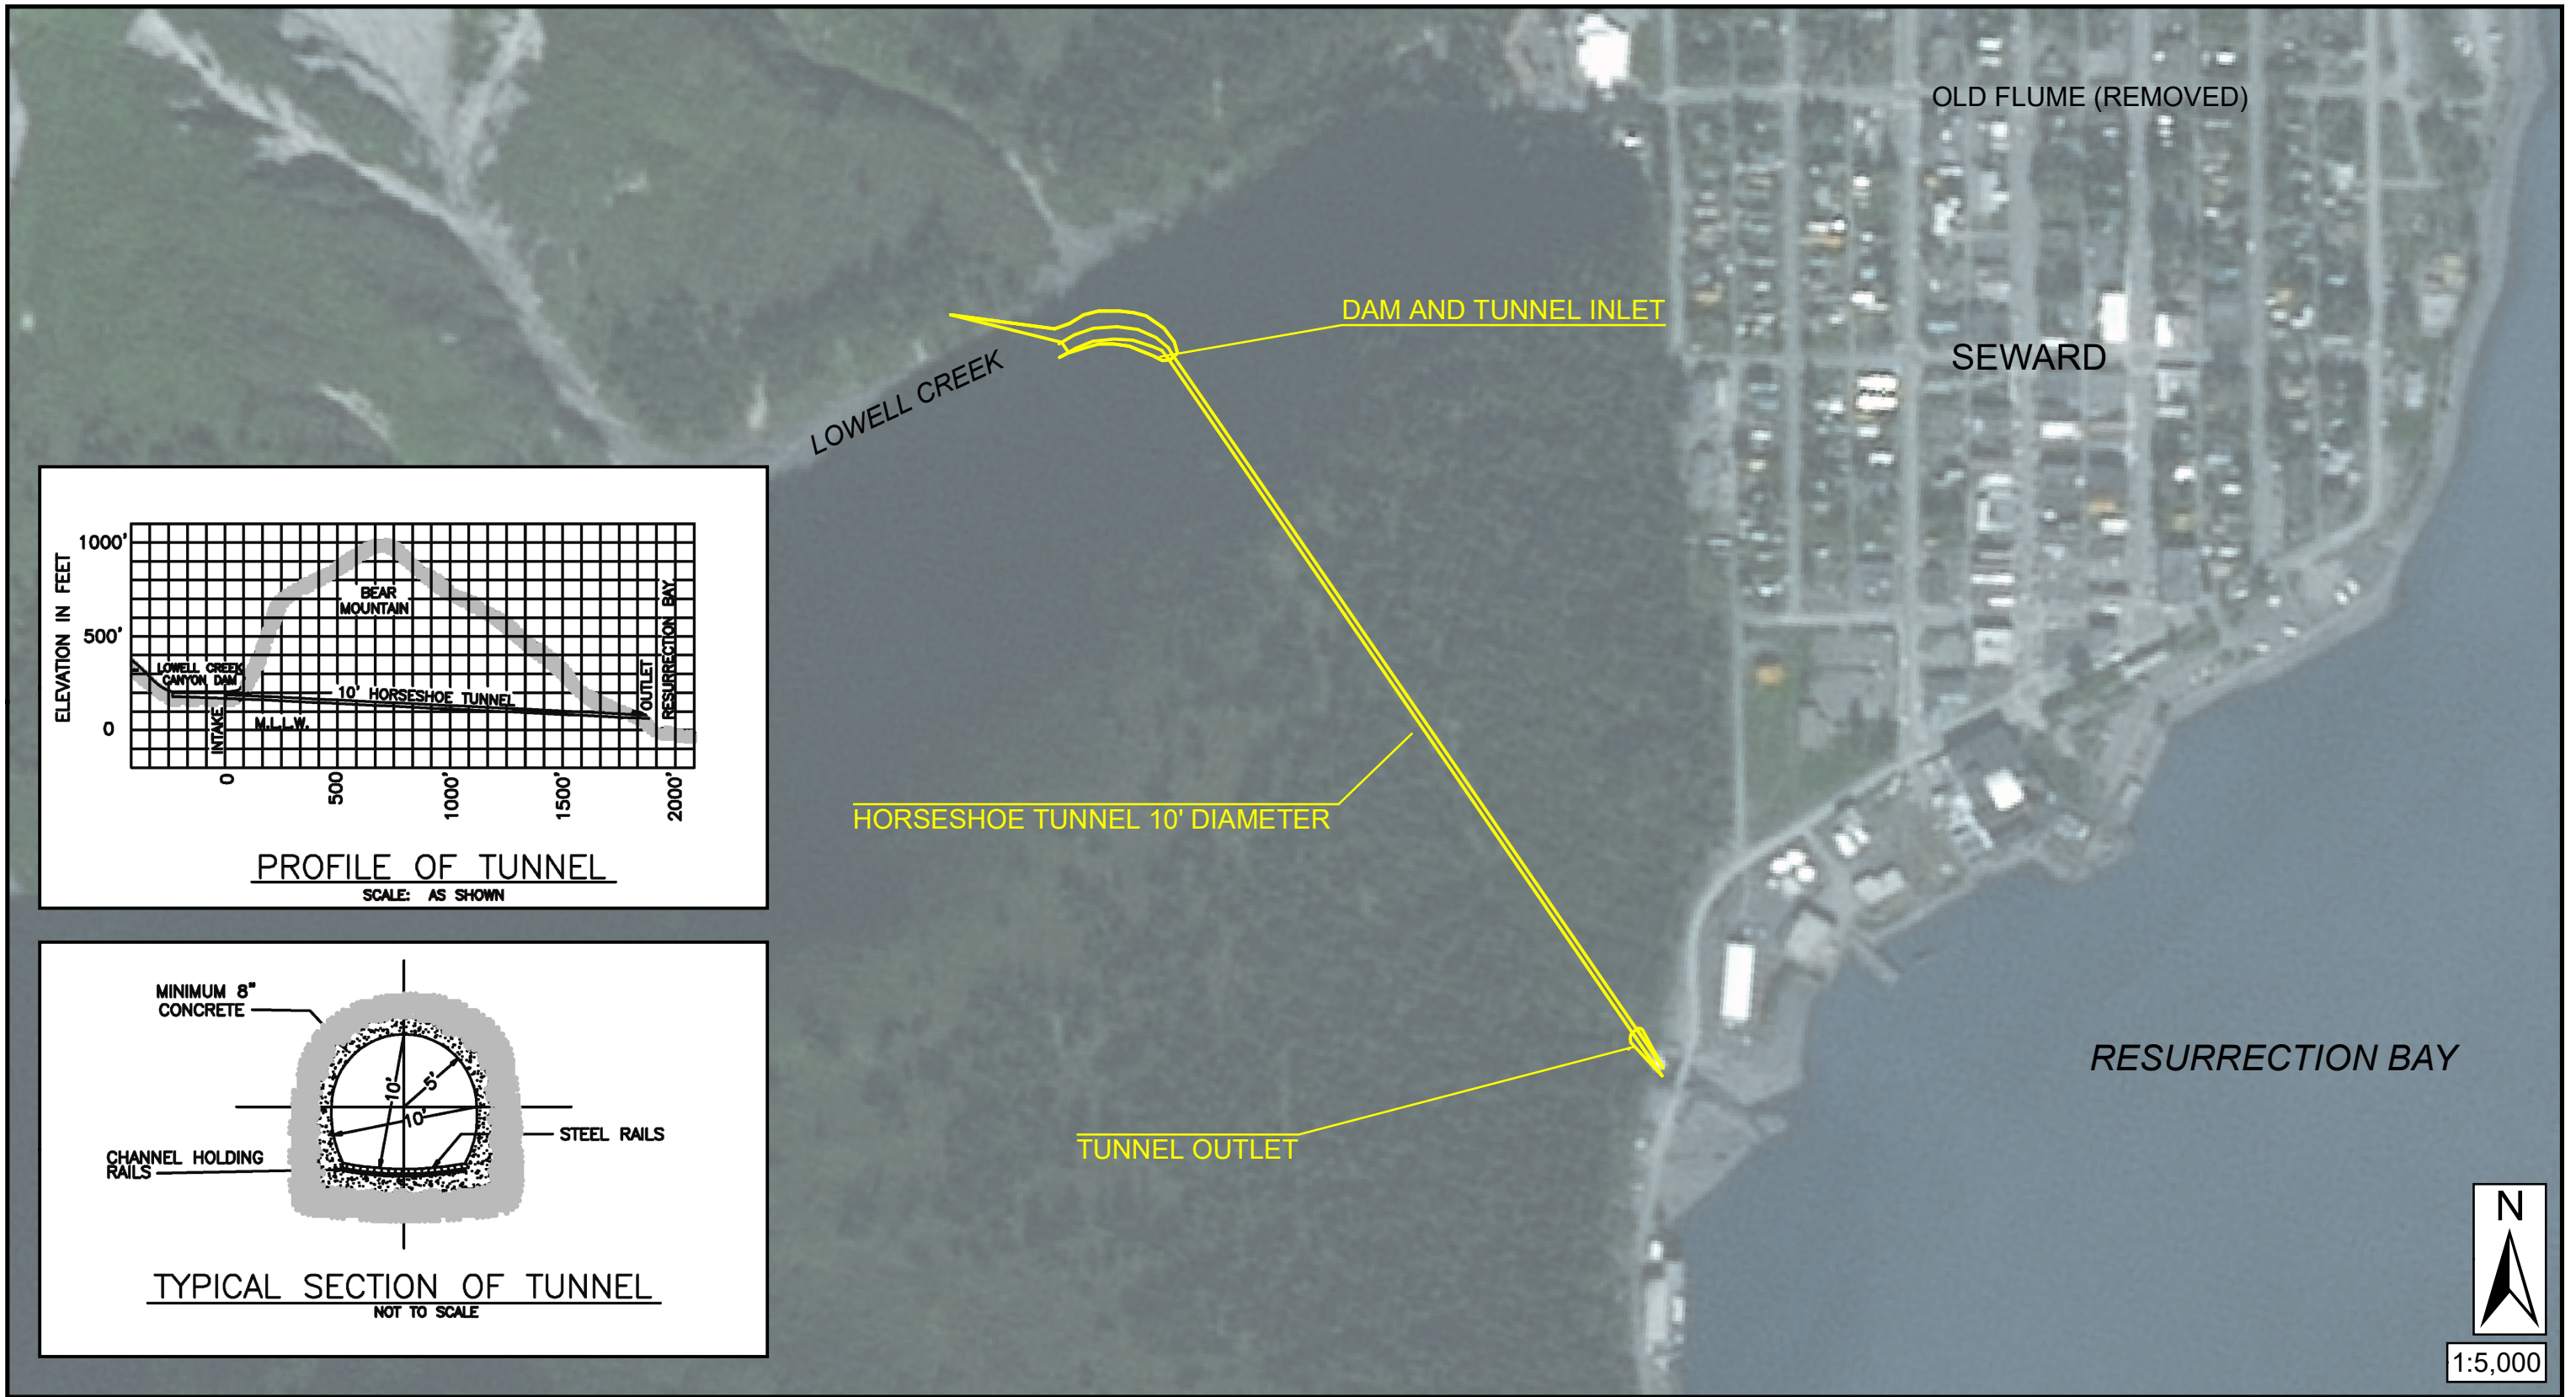 OLD FLUME (REMOVED)
DAM AND TUNNEL INLET
SEWARD
LOWELL CREEK
HORSESHOE TUNNEL 10' DIAMETER
TUNNEL OUTLET
RESURRECTION BAY
N
1:5,000
ELEVATION IN FEET
1000'
500'
0
BEAR
MOUNTAIN
LOWELL CREEK
CANYON DAM
10' HORSESHOE TUNNEL
M.L.L.W.
INTAKE
OUTLET
RESURRECTION BAY
0
500'
1000'
1500'
2000'
PROFILE OF TUNNEL
SCALE: AS SHOWN
MINIMUM 8"
CONCRETE
10'
5'
10'
STEEL RAILS
CHANNEL HOLDING
RAILS
TYPICAL SECTION OF TUNNEL
NOT TO SCALE